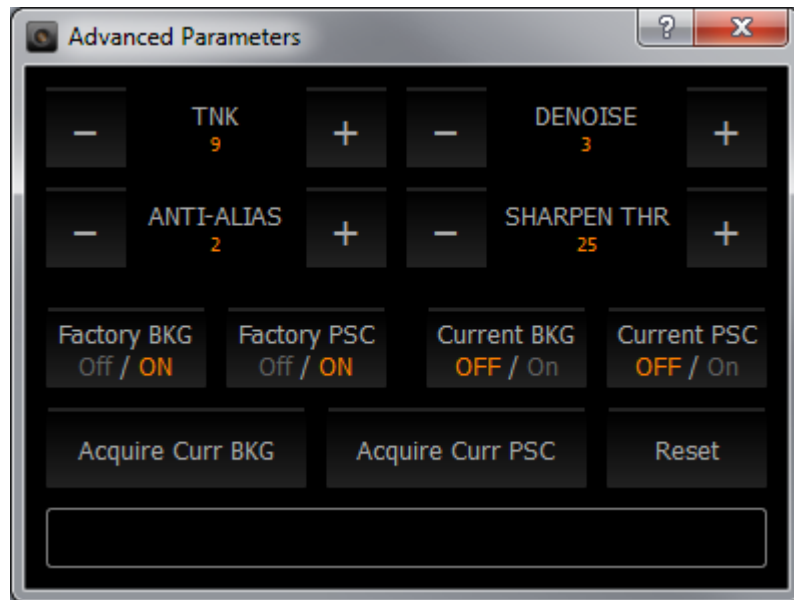 Advanced Parameters
? X
− TNK + − DENOISE +
9 3
− ANTI-ALIAS + − SHARPEN THR +
2 25
Factory BKG Factory PSC Current BKG Current PSC
Off / ON Off / ON OFF / On OFF / On
Acquire Curr BKG Acquire Curr PSC Reset